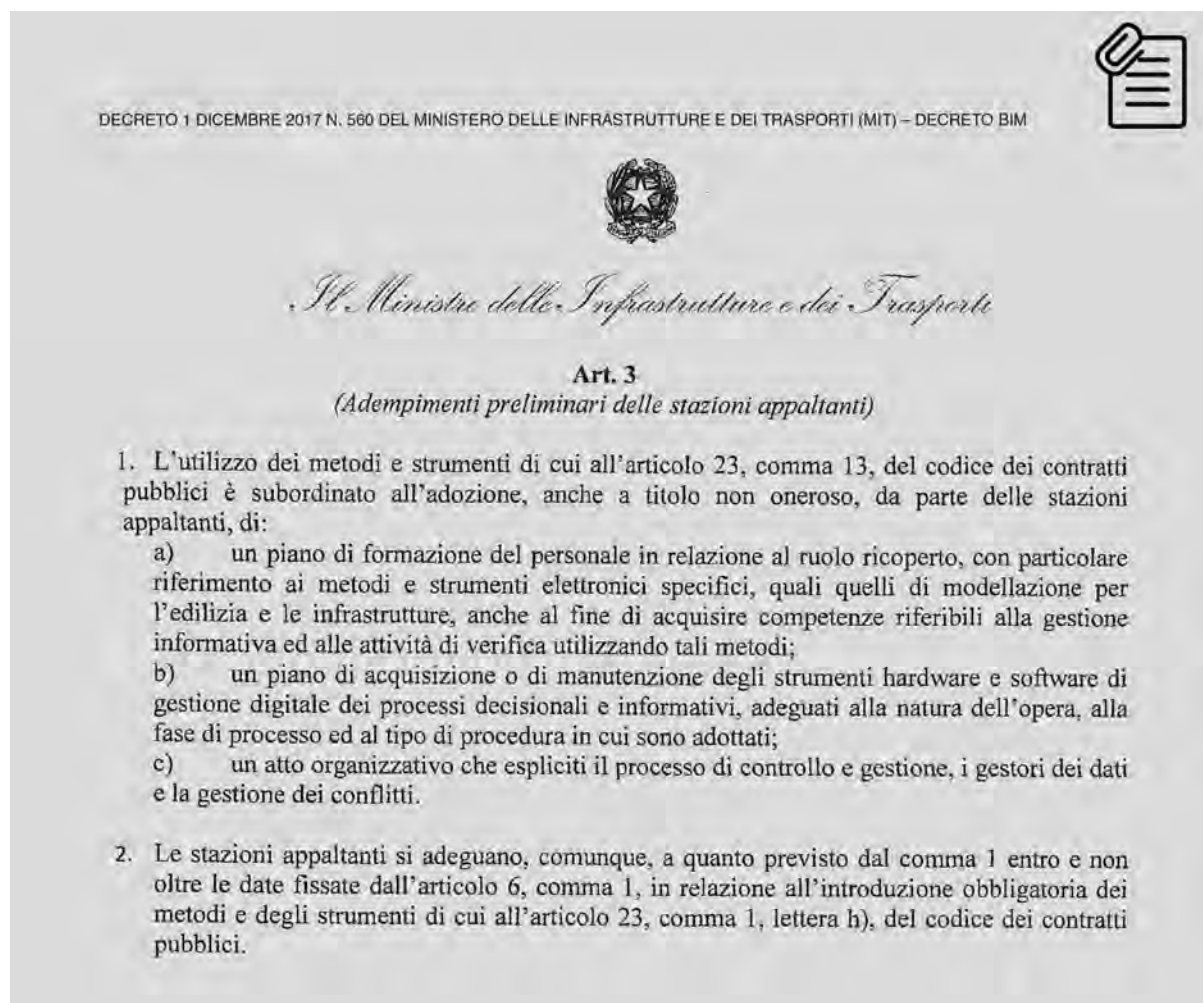 DECRETO 1 DICEMBRE 2017 N. 560 DEL MINISTERO DELLE INFRASTRUTTURE E DEI TRASPORTI (MIT) – DECRETO BIM
Il Ministro delle Infrastrutture e dei Trasporti
Art. 3
(Adempimenti preliminari delle stazioni appaltanti)
1. L'utilizzo dei metodi e strumenti di cui all'articolo 23, comma 13, del codice dei contratti
pubblici è subordinato all'adozione, anche a titolo non oneroso, da parte delle stazioni
appaltanti, di:
a) un piano di formazione del personale in relazione al ruolo ricoperto, con particolare
riferimento ai metodi e strumenti elettronici specifici, quali quelli di modellazione per
l'edilizia e le infrastrutture, anche al fine di acquisire competenze riferibili alla gestione
informativa ed alle attività di verifica utilizzando tali metodi;
b) un piano di acquisizione o di manutenzione degli strumenti hardware e software di
gestione digitale dei processi decisionali e informativi, adeguati alla natura dell'opera, alla
fase di processo ed al tipo di procedura in cui sono adottati;
c) un atto organizzativo che espliciti il processo di controllo e gestione, i gestori dei dati
e la gestione dei conflitti.
2. Le stazioni appaltanti si adeguano, comunque, a quanto previsto dal comma 1 entro e non
oltre le date fissate dall'articolo 6, comma 1, in relazione all'introduzione obbligatoria dei
metodi e degli strumenti di cui all'articolo 23, comma 1, lettera h), del codice dei contratti
pubblici.